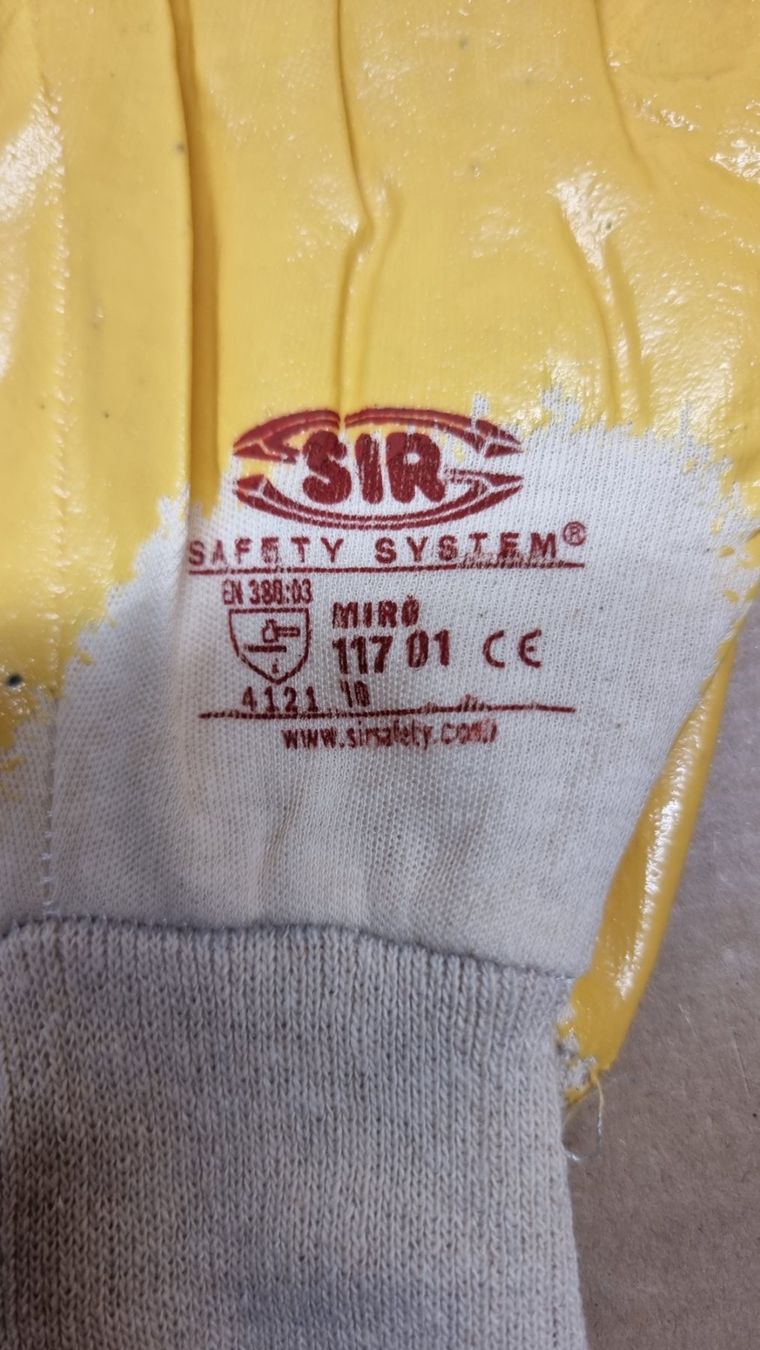 SIR
SAFETY SYSTEM®
EN 388:03
MIRO
117 01 CE
4121 10
www.sirsafety.com